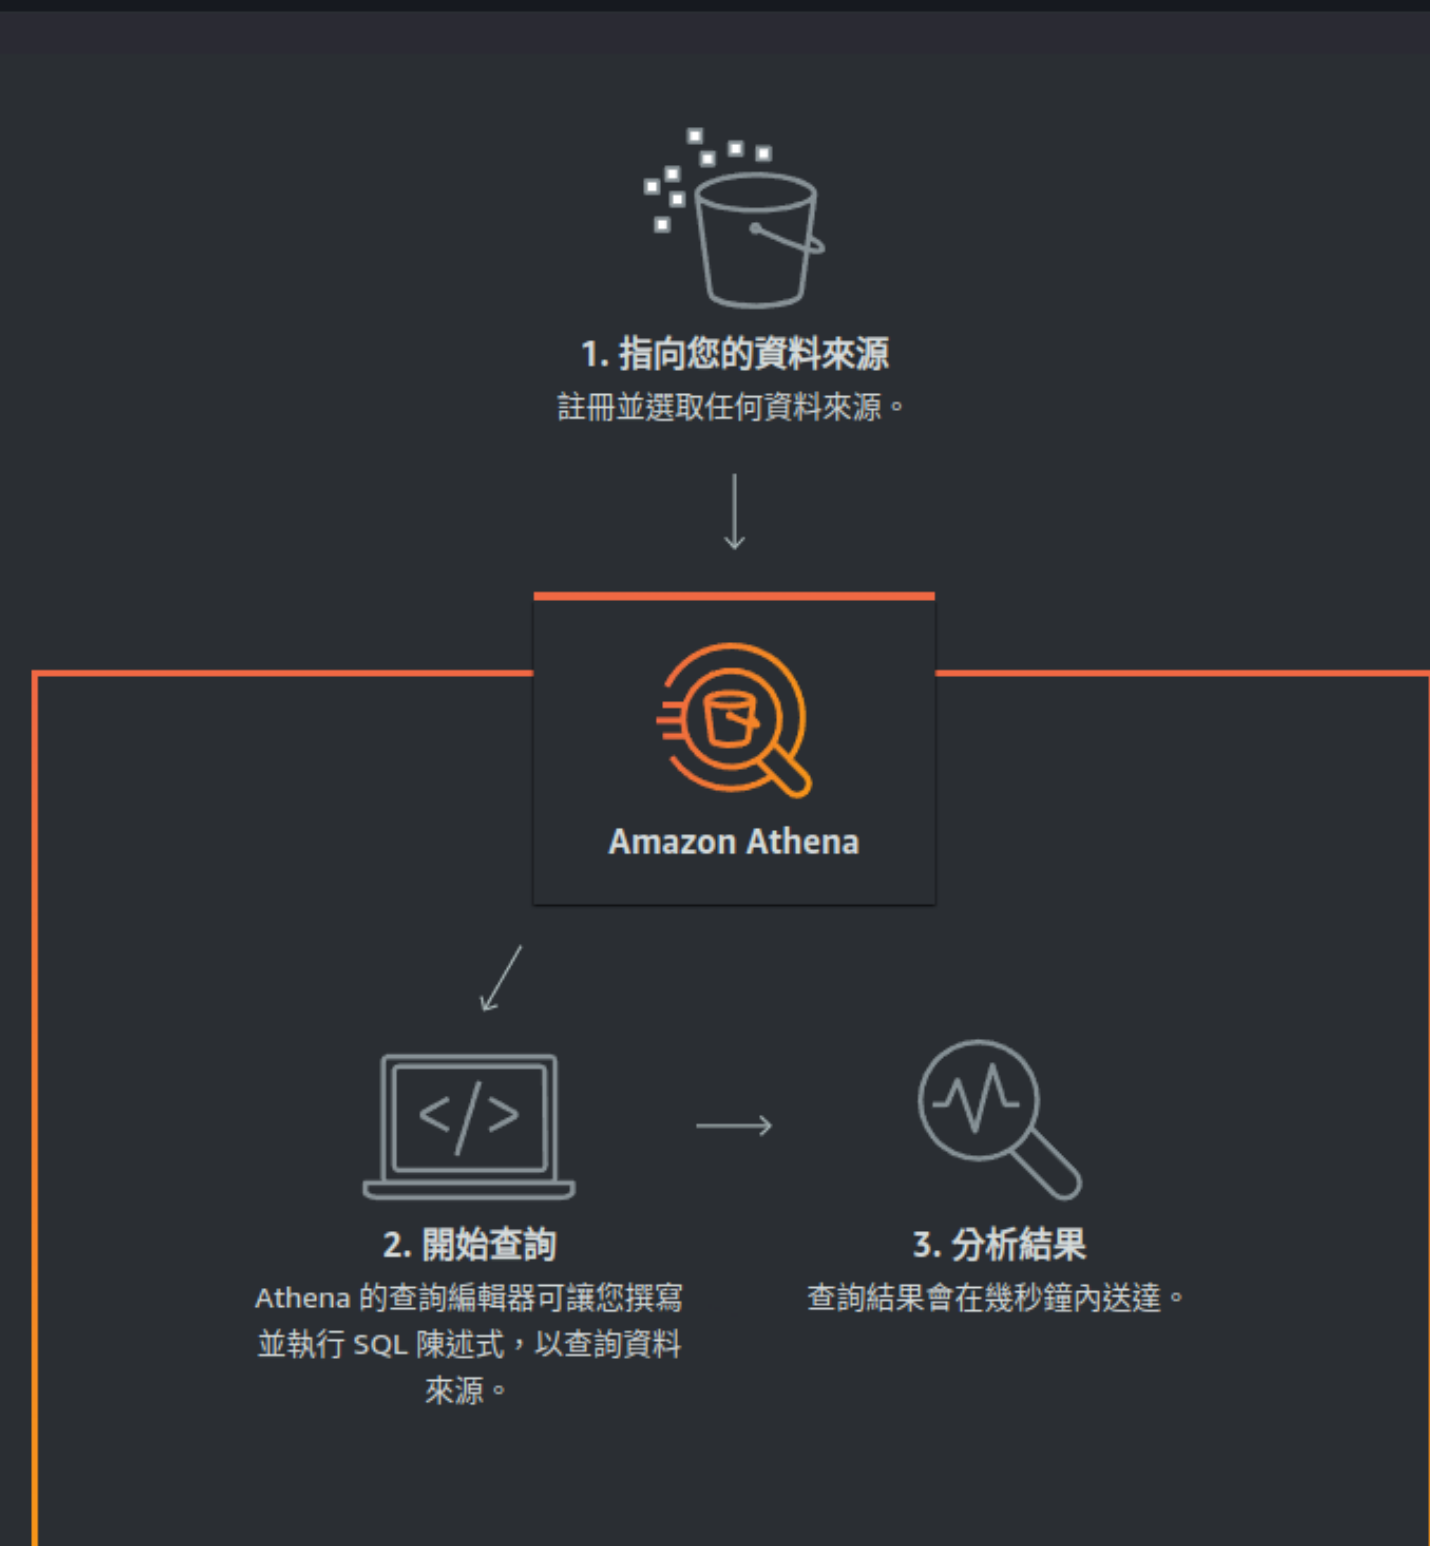 1. 指向您的資料來源
註冊並選取任何資料來源。
Amazon Athena
</>
2. 開始查詢
Athena 的查詢編輯器可讓您撰寫
並執行 SQL 陳述式，以查詢資料
來源。
3. 分析結果
查詢結果會在幾秒鐘內送達。